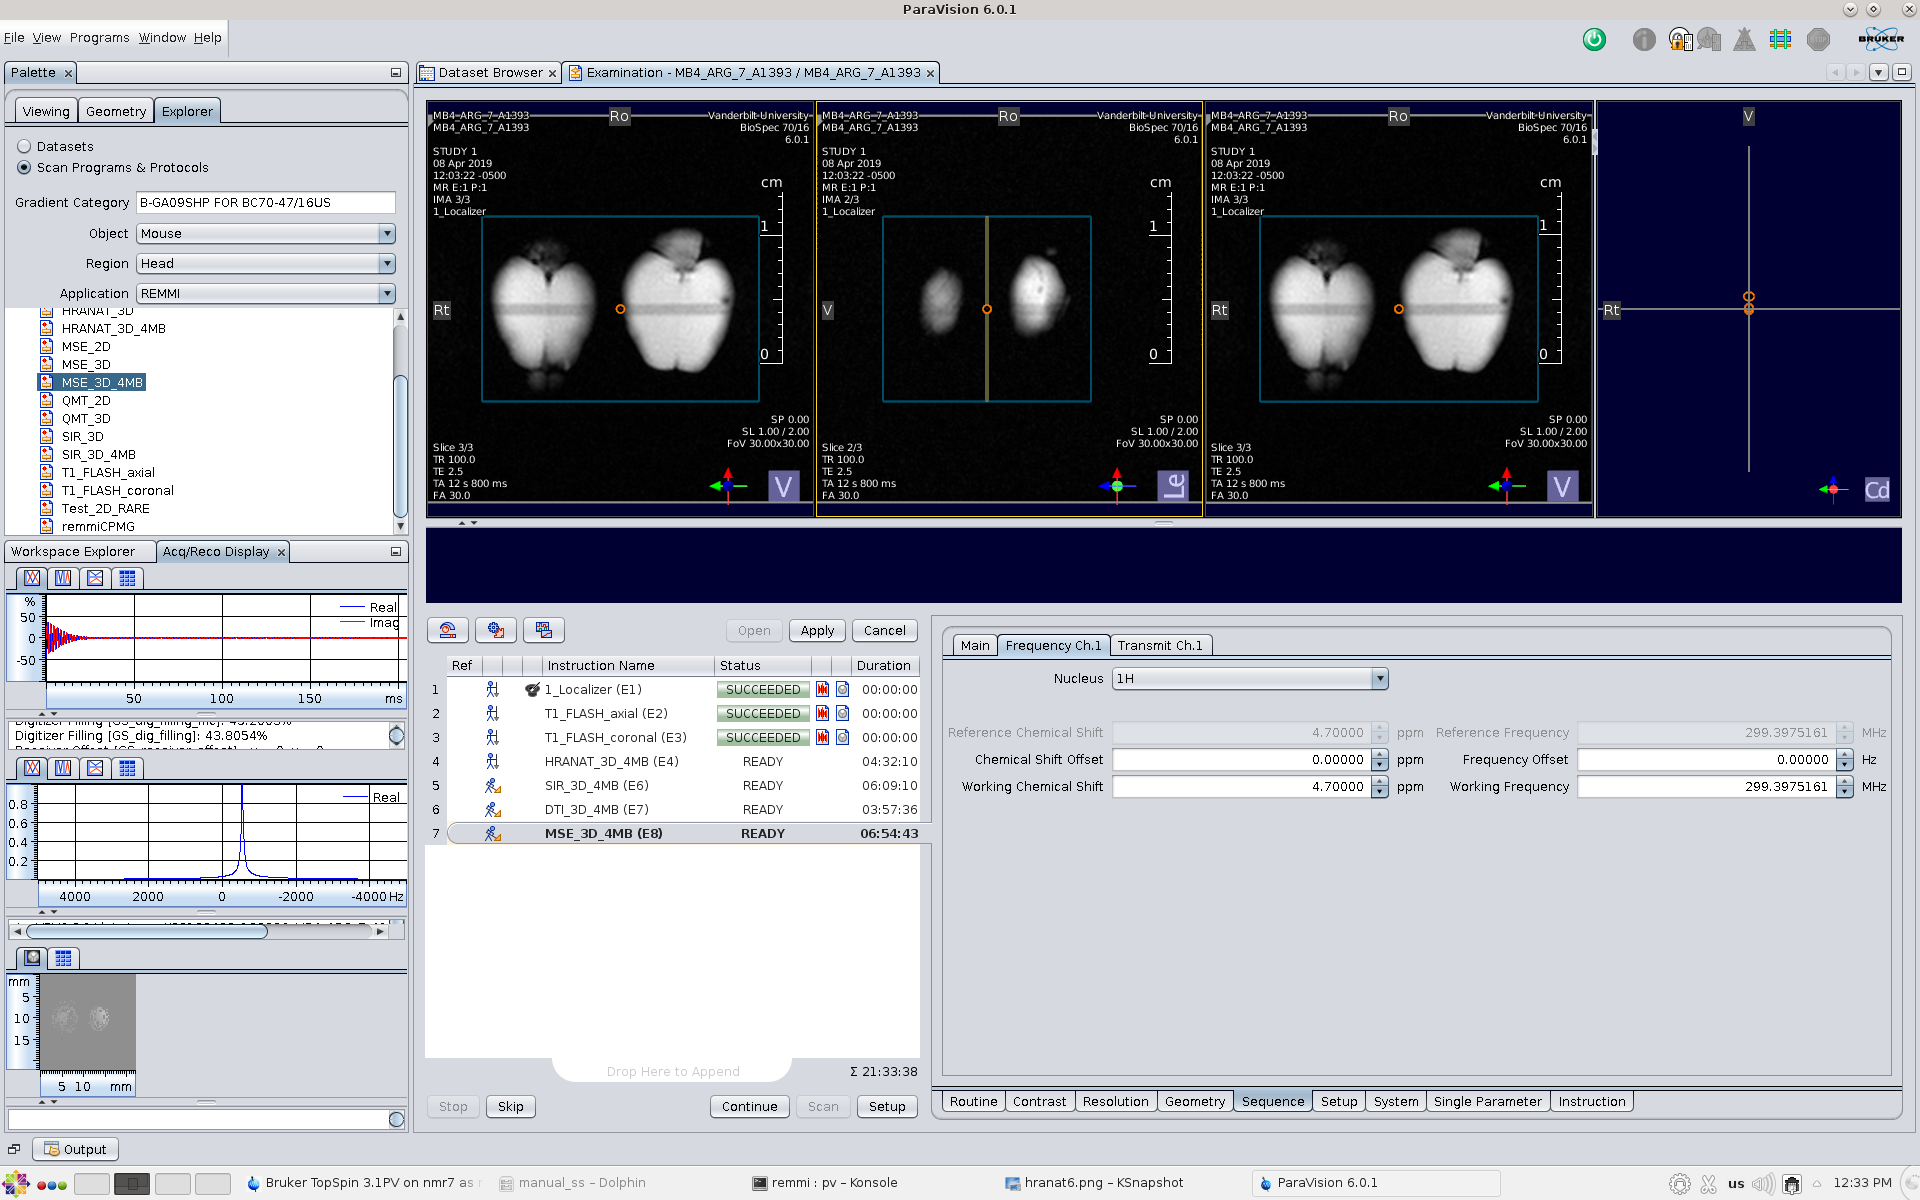 ParaVision 6.0.1
File View Programs Window Help
BRUKER
Palette
Viewing Geometry Explorer
Datasets
Scan Programs & Protocols
Gradient Category B-GA09SHP FOR BC70-47/16US
Object Mouse
Region Head
Application REMMI
HRANAT_3D
HRANAT_3D_4MB
MSE_2D
MSE_3D
MSE_3D_4MB
QMT_2D
QMT_3D
SIR_3D
SIR_3D_4MB
T1_FLASH_axial
T1_FLASH_coronal
Test_2D_RARE
remmiCPMG
Workspace Explorer Acq/Reco Display
%
50
0
-50
Real
Imag
50 100 150 ms
Digitizer Filling [GS_dig_filling]: 43.8054%
Real
0.8
0.6
0.4
0.2
4000 2000 0 -2000 -4000 Hz
mm
5
10
15
5 10 mm
Output
Dataset Browser Examination - MB4_ARG_7_A1393 / MB4_ARG_7_A1393
MB4_ARG_7_A1393
MB4_ARG_7_A1393
Ro
Vanderbilt University
BioSpec 70/16
6.0.1
STUDY 1
08 Apr 2019
12:03:22 -0500
MR E:1 P:1
IMA 3/3
1_Localizer
cm
1
0
Rt
SP 0.00
SL 1.00 / 2.00
FoV 30.00x30.00
Slice 3/3
TR 100.0
TE 2.5
TA 12 s 800 ms
FA 30.0
V
MB4_ARG_7_A1393
MB4_ARG_7_A1393
Ro
Vanderbilt University
BioSpec 70/16
6.0.1
STUDY 1
08 Apr 2019
12:03:22 -0500
MR E:1 P:1
IMA 2/3
1_Localizer
cm
1
0
V
SP 0.00
SL 1.00 / 2.00
FoV 30.00x30.00
Slice 2/3
TR 100.0
TE 2.5
TA 12 s 800 ms
FA 30.0
Le
MB4_ARG_7_A1393
MB4_ARG_7_A1393
Ro
Vanderbilt University
BioSpec 70/16
6.0.1
STUDY 1
08 Apr 2019
12:03:22 -0500
MR E:1 P:1
IMA 3/3
1_Localizer
cm
1
0
Rt
SP 0.00
SL 1.00 / 2.00
FoV 30.00x30.00
Slice 3/3
TR 100.0
TE 2.5
TA 12 s 800 ms
FA 30.0
V
V
Rt
Cd
Open Apply Cancel
Ref Instruction Name Status Duration
1 1_Localizer (E1) SUCCEEDED 00:00:00
2 T1_FLASH_axial (E2) SUCCEEDED 00:00:00
3 T1_FLASH_coronal (E3) SUCCEEDED 00:00:00
4 HRANAT_3D_4MB (E4) READY 04:32:10
5 SIR_3D_4MB (E6) READY 06:09:10
6 DTI_3D_4MB (E7) READY 03:57:36
7 MSE_3D_4MB (E8) READY 06:54:43
Drop Here to Append
Σ 21:33:38
Stop Skip Continue Scan Setup
Main Frequency Ch.1 Transmit Ch.1
Nucleus 1H
Reference Chemical Shift 4.70000 ppm Reference Frequency 299.3975161 MHz
Chemical Shift Offset 0.00000 ppm Frequency Offset 0.00000 Hz
Working Chemical Shift 4.70000 ppm Working Frequency 299.3975161 MHz
Routine Contrast Resolution Geometry Sequence Setup System Single Parameter Instruction
Bruker TopSpin 3.1PV on nmr7 as manual_ss – Dolphin remmi : pv – Konsole hranat6.png – KSnapshot ParaVision 6.0.1 us 12:33 PM